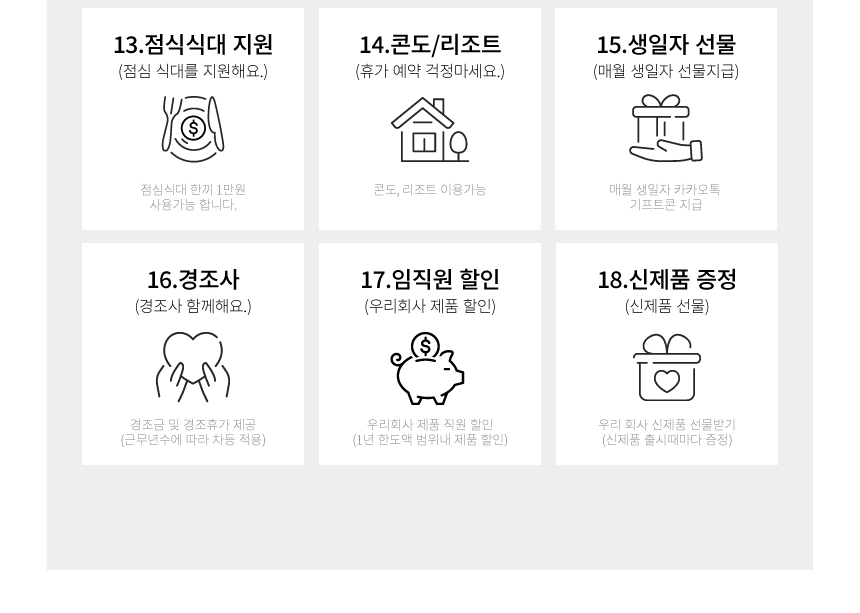 13.점심식대 지원
(점심 식대를 지원해요.)
$
점심식대 한끼 1만원
사용가능 합니다.
14.콘도/리조트
(휴가 예약 걱정마세요.)
콘도, 리조트 이용가능
15.생일자 선물
(매월 생일자 선물지급)
매월 생일자 카카오톡
기프트콘 지급
16.경조사
(경조사 함께해요.)
경조금 및 경조휴가 제공
(근무년수에 따라 차등 적용)
17.임직원 할인
(우리회사 제품 할인)
$
우리회사 제품 직원 할인
(1년 한도액 범위내 제품 할인)
18.신제품 증정
(신제품 선물)
우리 회사 신제품 선물받기
(신제품 출시때마다 증정)